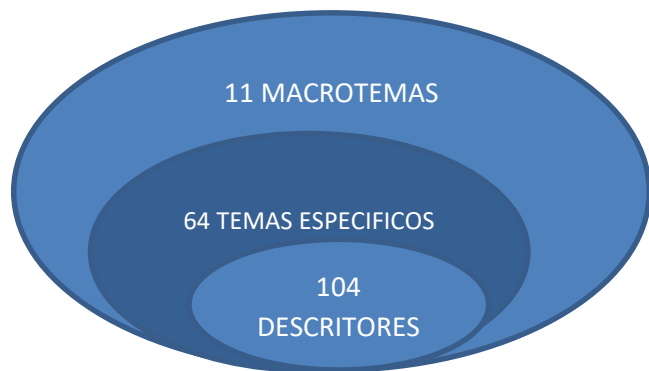 11 MACROTEMAS
64 TEMAS ESPECIFICOS
104
DESCRITORES